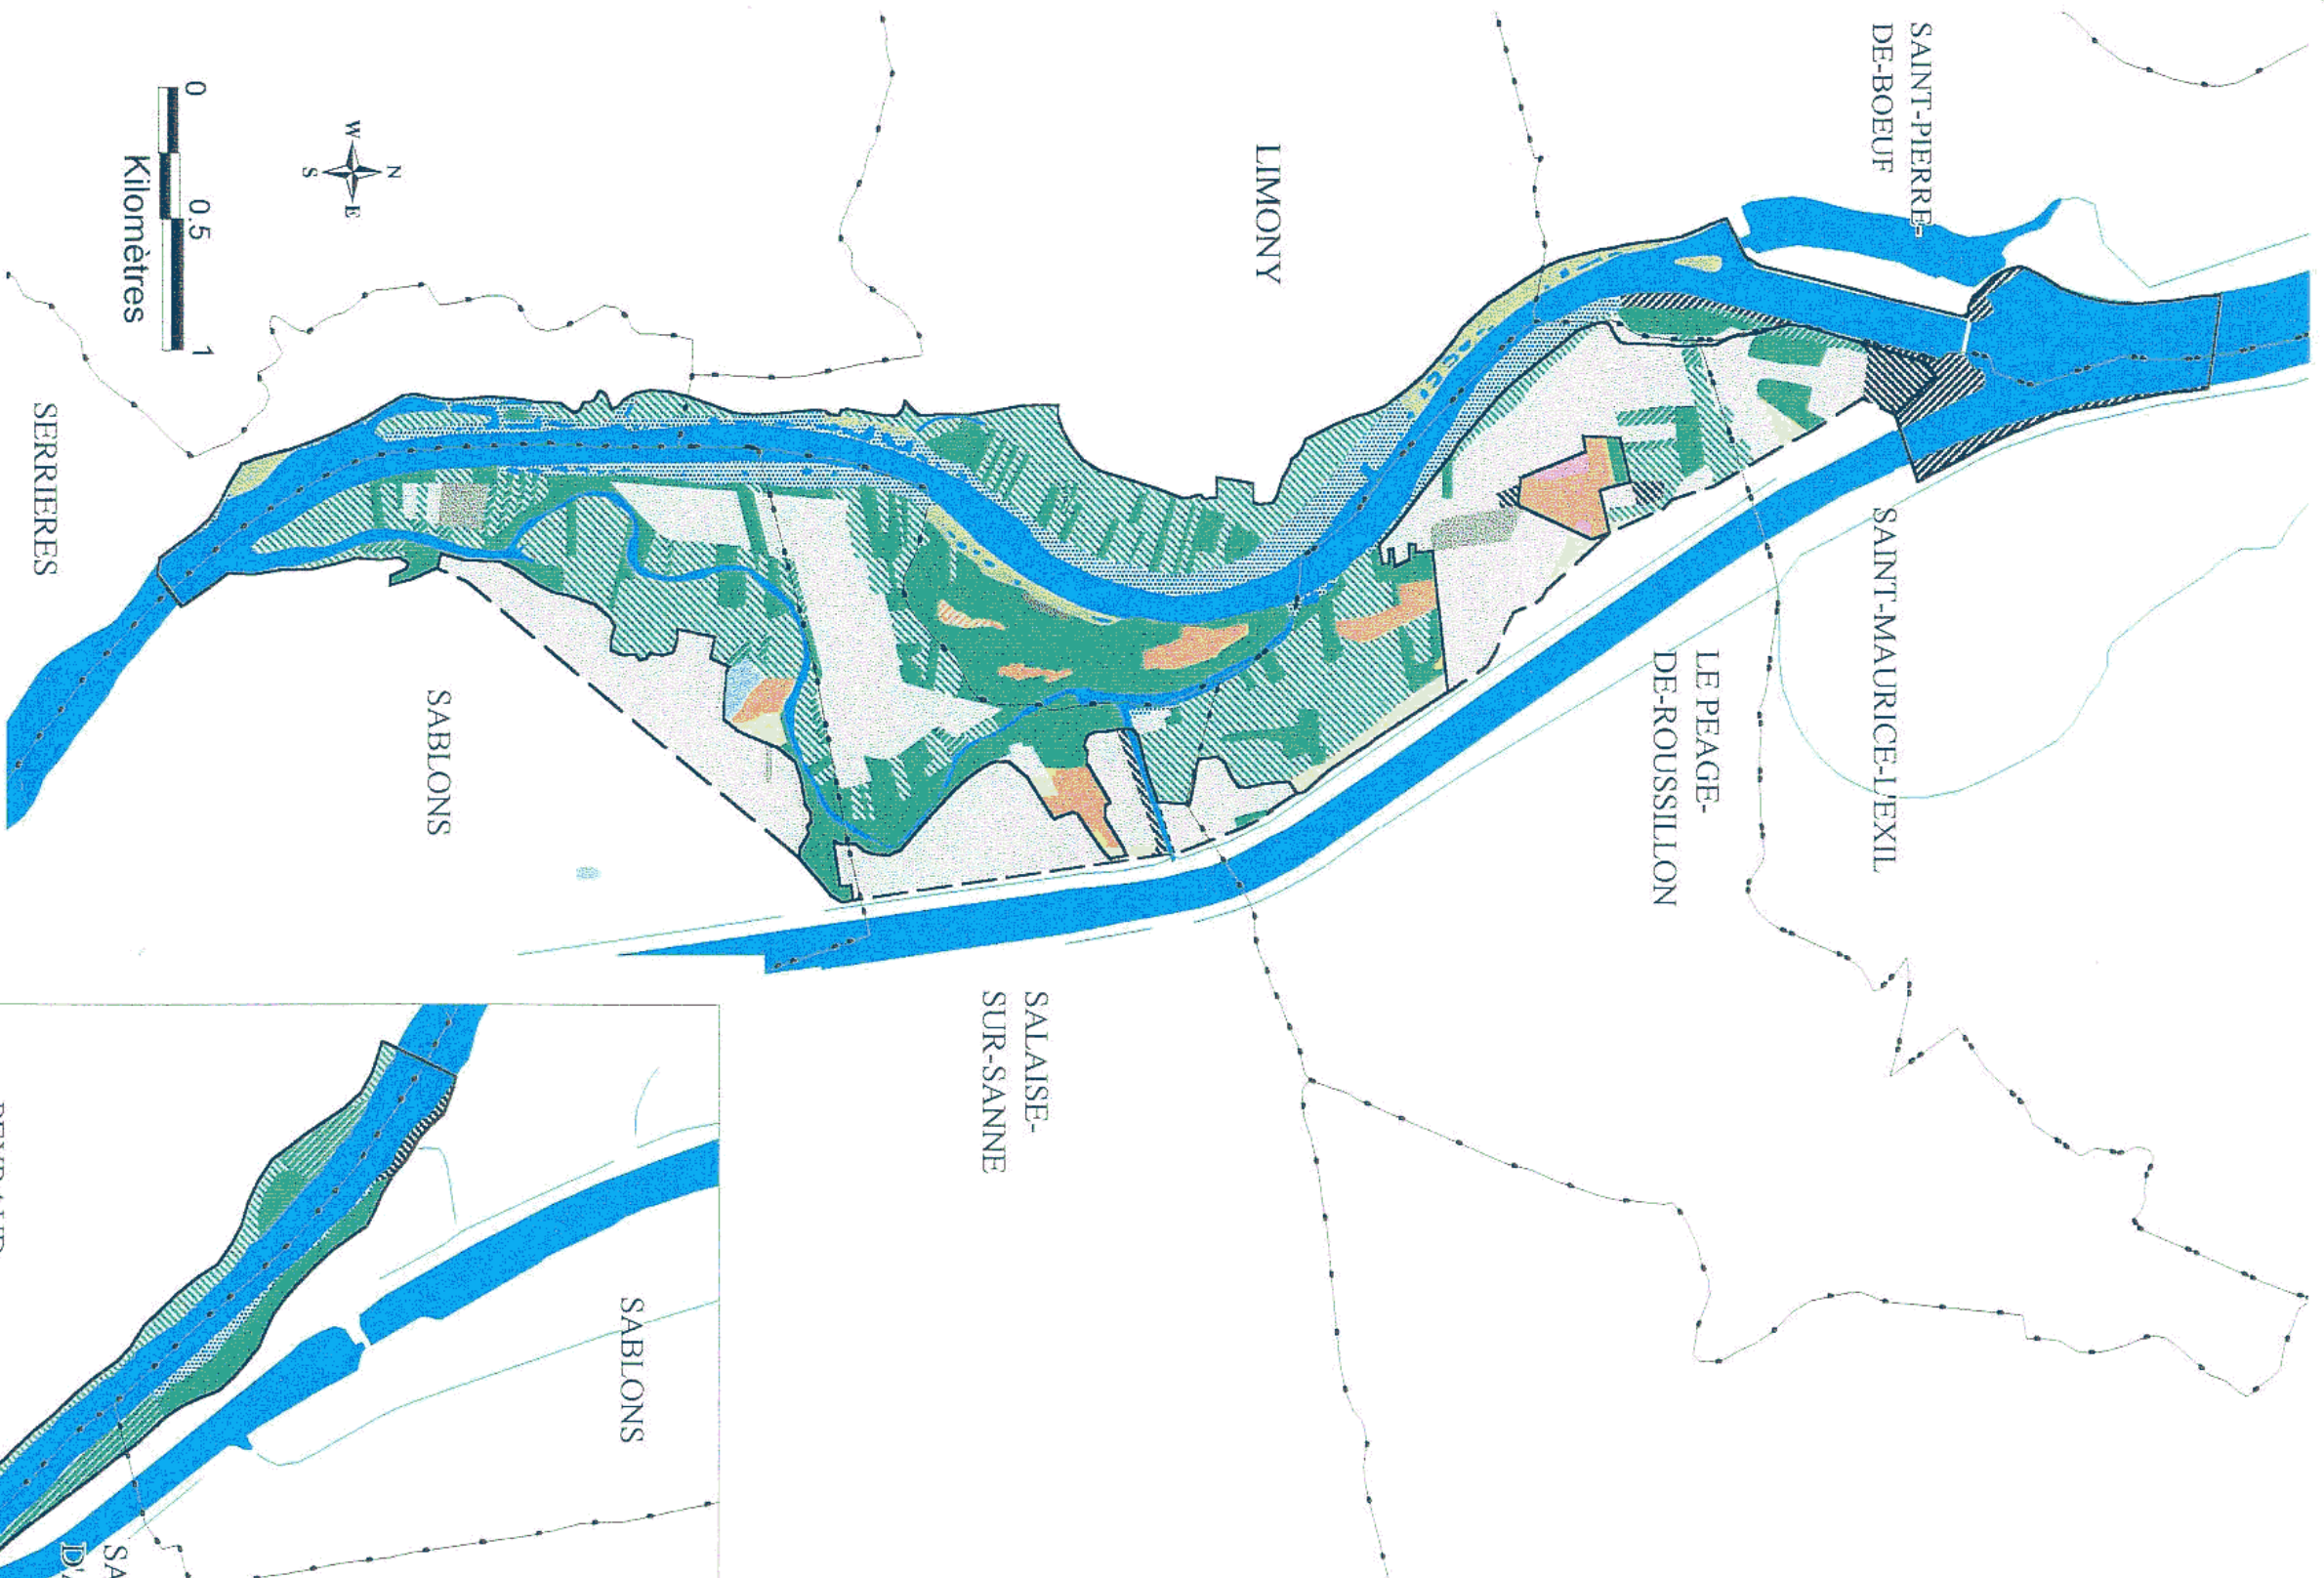 SAINT-PIERRE-
DE-BOEUF
LIMONY
SAINT-MAURICE-L'EXIL
LE PEAGE-
DE-ROUSSILLON
N
W
E
S
0 0.5 1
Kilomètres
SERRIERES
SABLONS
SALAISE-
SUR-SANNE
SABLONS
SA
D'